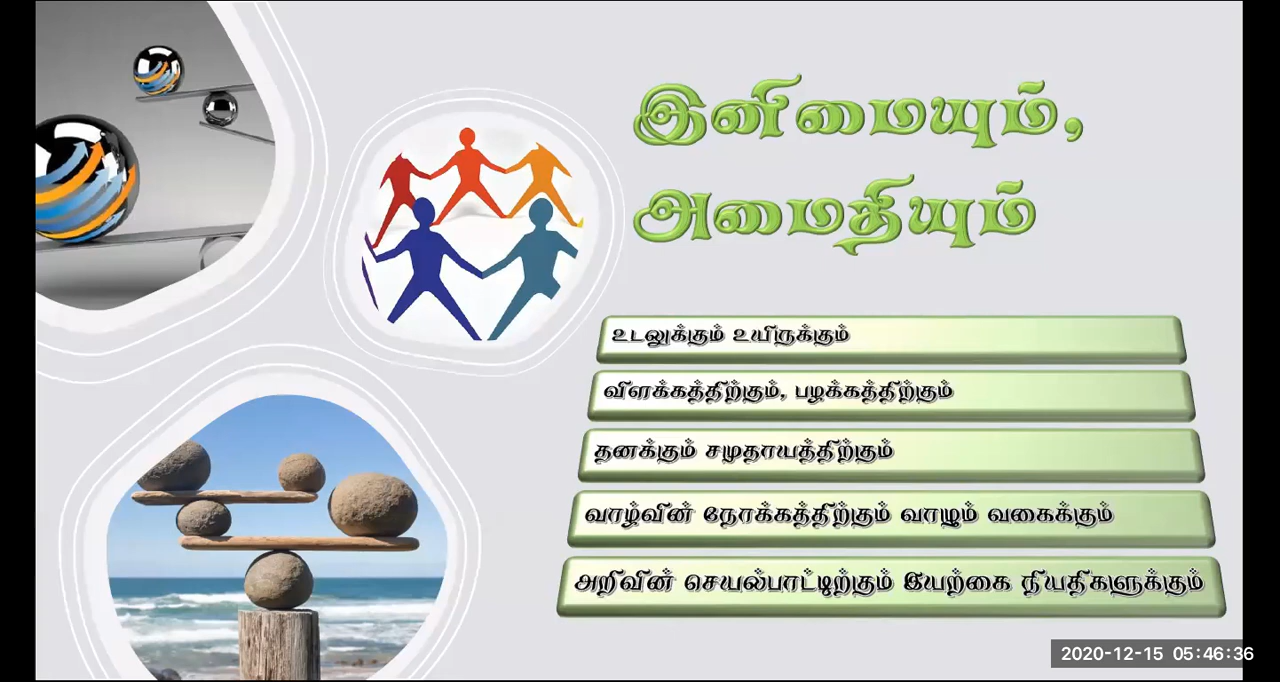 இனிமையும்,
அமைதியும்
உடலுக்கும் உயிருக்கும்
விளக்கத்திற்கும், பழக்கத்திற்கும்
தனக்கும் சமுதாயத்திற்கும்
வாழ்வின் நோக்கத்திற்கும் வாழும் வகைக்கும்
அறிவின் செயல்பாட்டிற்கும் இயற்கை நியதிகளுக்கும்
2020-12-15 05:46:36